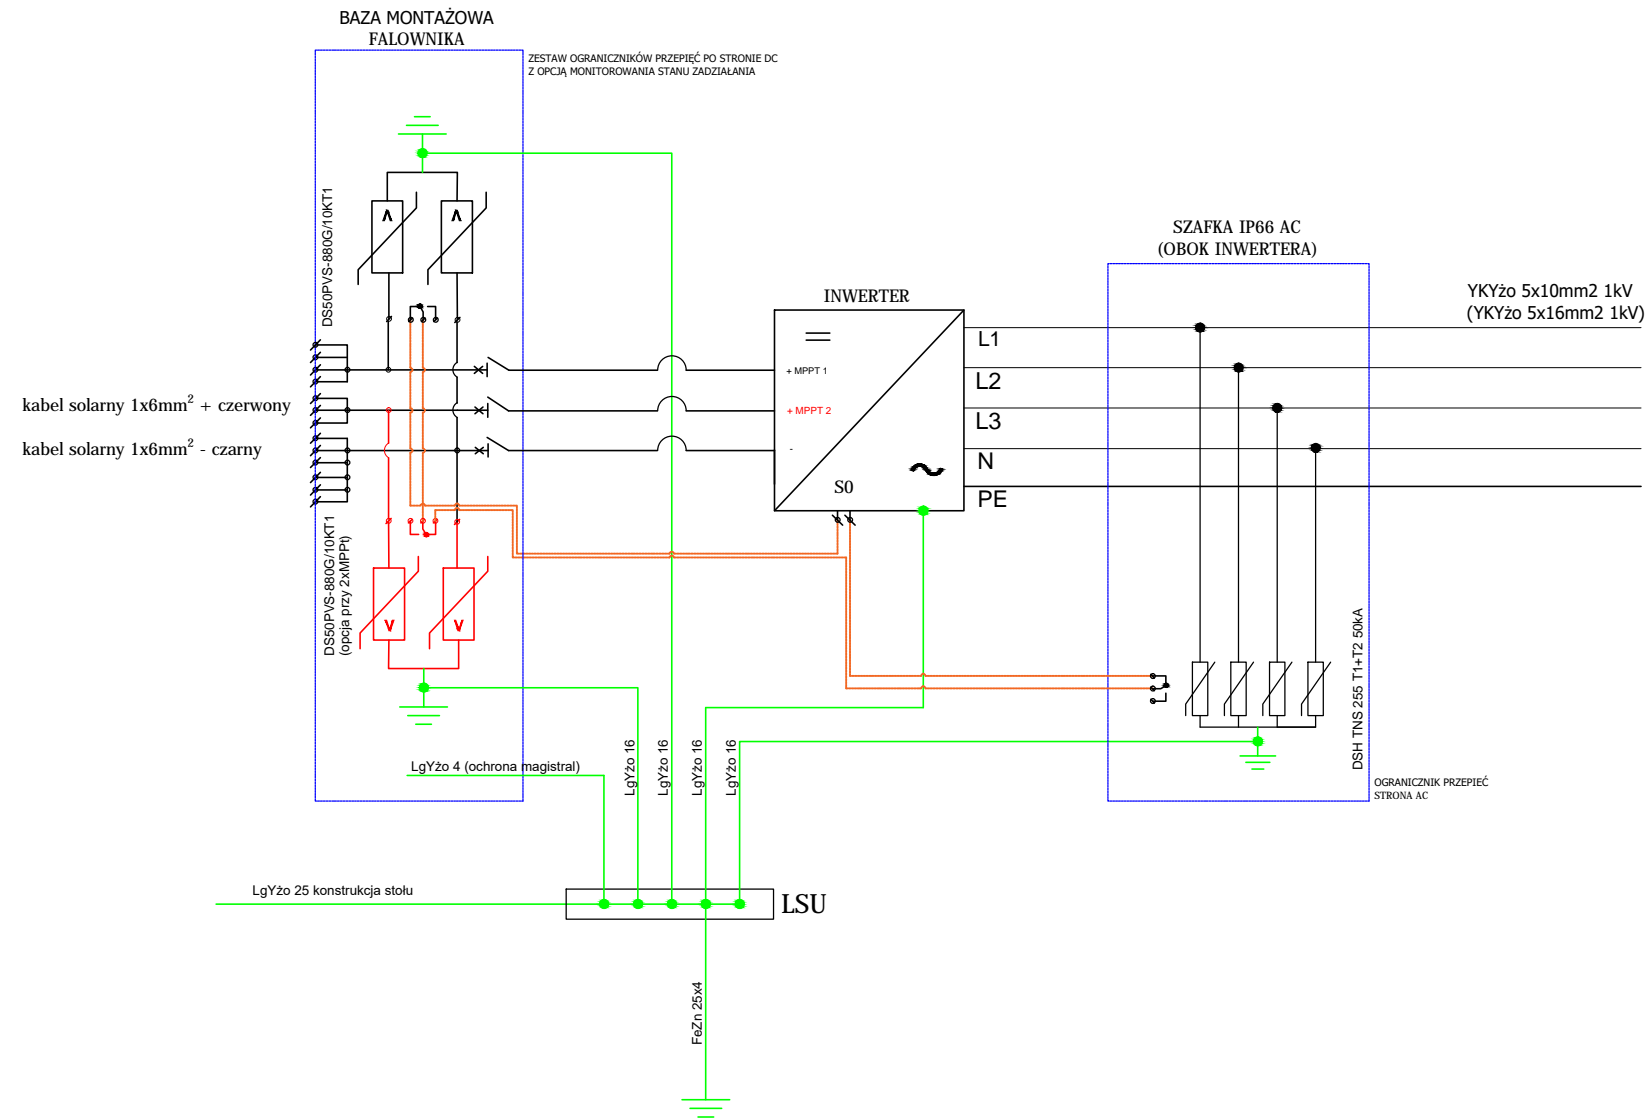 BAZA MONTAŻOWA
FALOWNIKA
ZESTAW OGRANICZNIKÓW PRZEPIĘĆ PO STRONIE DC
Z OPCJĄ MONITOROWANIA STANU ZADZIAŁANIA
DS50PVS-880G/10KT1
SZAFKA IP66 AC
(OBOK INWERTERA)
INWERTER
YKYżo 5x10mm2 1kV
(YKYżo 5x16mm2 1kV)
L1
+ MPPT 1
L2
kabel solarny 1x6mm² + czerwony
+ MPPT 2
L3
kabel solarny 1x6mm² - czarny
-
N
S0
PE
DS50PVS-880G/10KT1
(opcja przy 2xMPPt)
DSH TNS 255 T1+T2 50kA
LgYżo 4 (ochrona magistral)
LgYżo 16
LgYżo 16
LgYżo 16
LgYżo 16
OGRANICZNIK PRZEPIEĆ
STRONA AC
LgYżo 25 konstrukcja stołu
LSU
FeZn 25x4